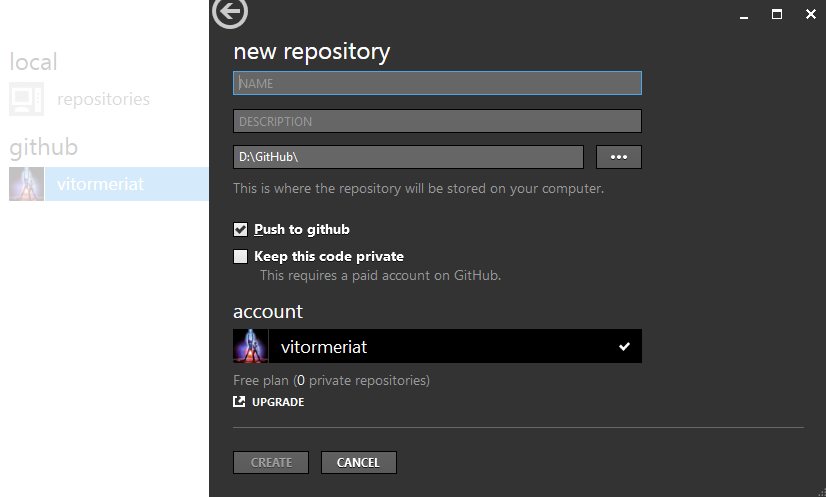 local
repositories
github
vitormeriat
new repository
NAME
DESCRIPTION
D:\GitHub\
•••
This is where the repository will be stored on your computer.
Push to github
Keep this code private
This requires a paid account on GitHub.
account
vitormeriat
Free plan (0 private repositories)
UPGRADE
CREATE CANCEL